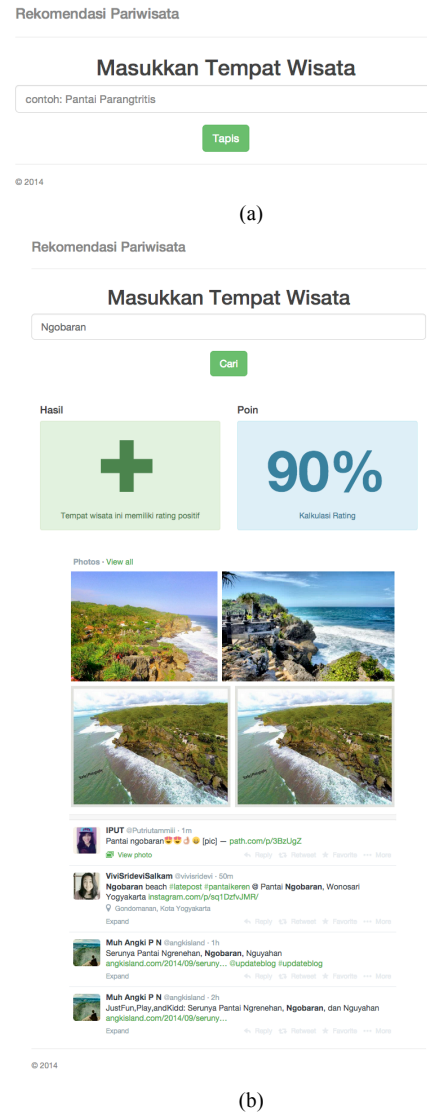 Rekomendasi Pariwisata
Masukkan Tempat Wisata
contoh: Pantai Parangtritis
Tapis
© 2014
(a)
Rekomendasi Pariwisata
Masukkan Tempat Wisata
Ngobaran
Cari
Hasil
Poin
+
90%
Tempat wisata ini memiliki rating positif
Kalkulasi Rating
Photos · View all
IPUT @Putriutammiii · 1m
Pantai ngobaran😍😍👌😄 [pic] — path.com/p/3BzUgZ
View photo
Reply Retweet Favorite ••• More
ViviSrideviSalkam @vivisridevi · 50m
Ngobaran beach #latepost #pantaikeren @ Pantai Ngobaran, Wonosari
Yogyakarta instagram.com/p/sq1DzfvJMR/
Gondomanan, Kota Yogyakarta
Expand
Reply Retweet Favorite ••• More
Muh Angki P N @angkisland · 1h
Serunya Pantai Ngrenehan, Ngobaran, Nguyahan
angkisland.com/2014/09/seruny… @updateblog #updateblog
Expand
Reply Retweet Favorite ••• More
Muh Angki P N @angkisland · 2h
JustFun,Play,andKidd: Serunya Pantai Ngrenehan, Ngobaran, dan Nguyahan
angkisland.com/2014/09/seruny…
Expand
Reply Retweet Favorite ••• More
© 2014
(b)